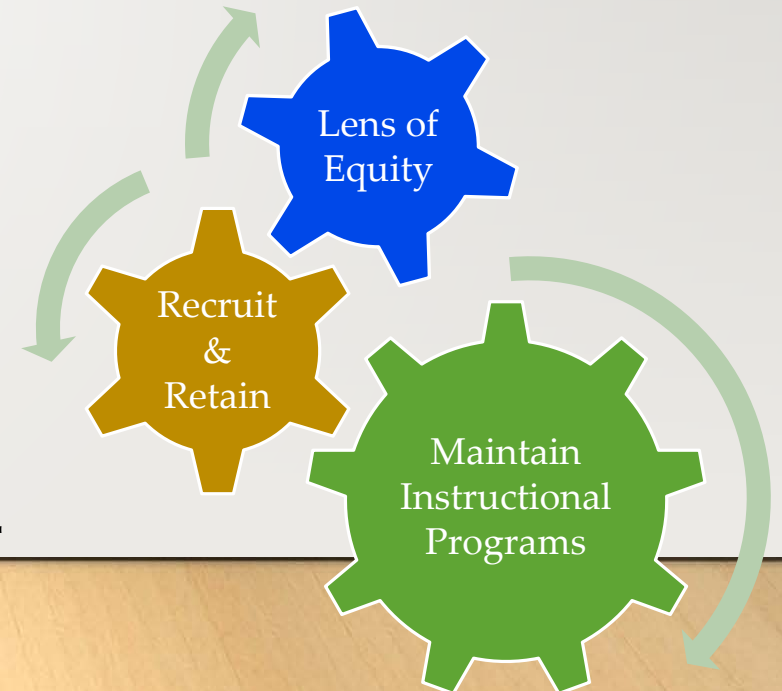 Lens of
Equity
Recruit
&
Retain
Maintain
Instructional
Programs